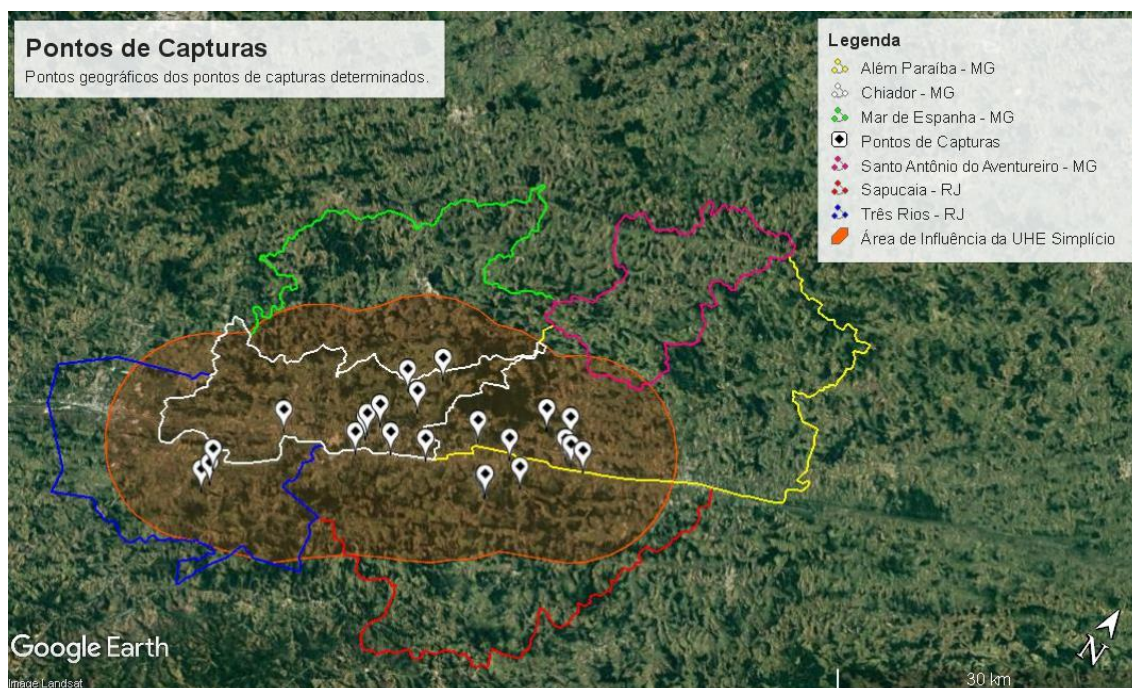 Pontos de Capturas
Pontos geográficos dos pontos de capturas determinados.
Legenda
Além Paraíba - MG
Chiador - MG
Mar de Espanha - MG
Pontos de Capturas
Santo Antônio do Aventureiro - MG
Sapucaia - RJ
Três Rios - RJ
Área de Influência da UHE Simplício
Google Earth
Image Landsat
N
30 km